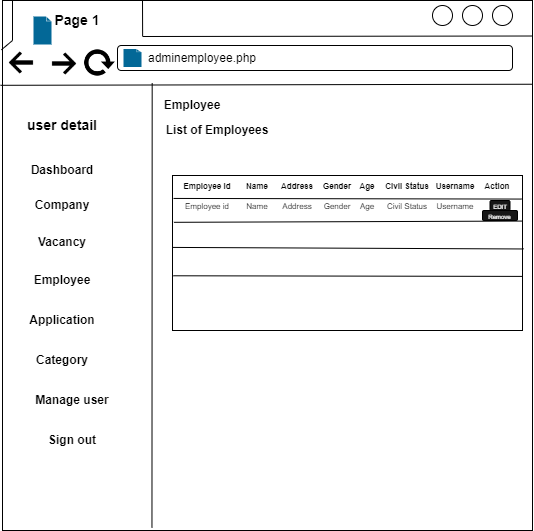 Page 1
adminemployee.php
user detail
Dashboard
Company
Vacancy
Employee
Application
Category
Manage user
Sign out
Employee
List of Employees
Employee Id Name Address Gender Age Civil Status Username Action
Employee id Name Address Gender Age Civil Status Username EDIT
Remove